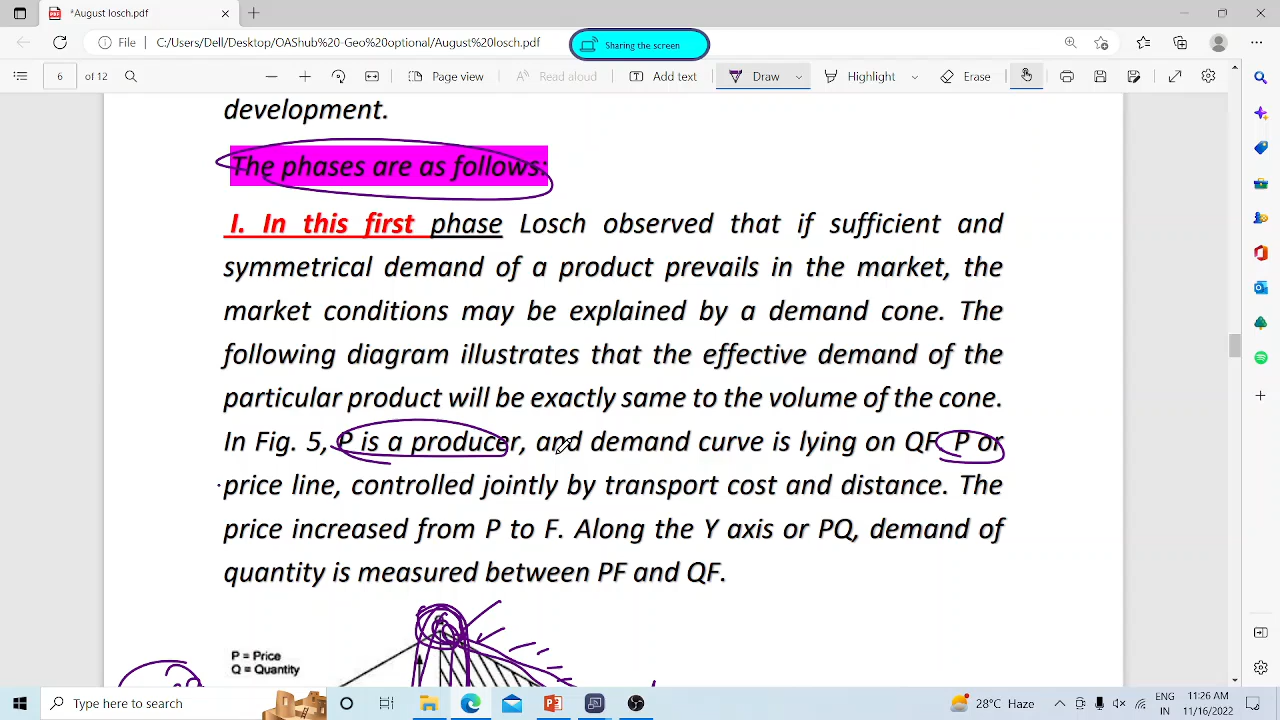 *August losch.pdf
File
C:/Users/Dell/Desktop/OAShub%20-%20Geo%20optional/August%20losch.pdf
Sharing the screen
6 of 12
Page view
Read aloud
Add text
Draw
Highlight
Erase
development.
The phases are as follows:
I. In this first phase Losch observed that if sufficient and
symmetrical demand of a product prevails in the market, the
market conditions may be explained by a demand cone. The
following diagram illustrates that the effective demand of the
particular product will be exactly same to the volume of the cone.
In Fig. 5, P is a producer, and demand curve is lying on QF. P or
price line, controlled jointly by transport cost and distance. The
price increased from P to F. Along the Y axis or PQ, demand of
quantity is measured between PF and QF.
P = Price
Q = Quantity
Type here to search
28°C Haze
ENG
IN
11:26 AM
11/16/2022